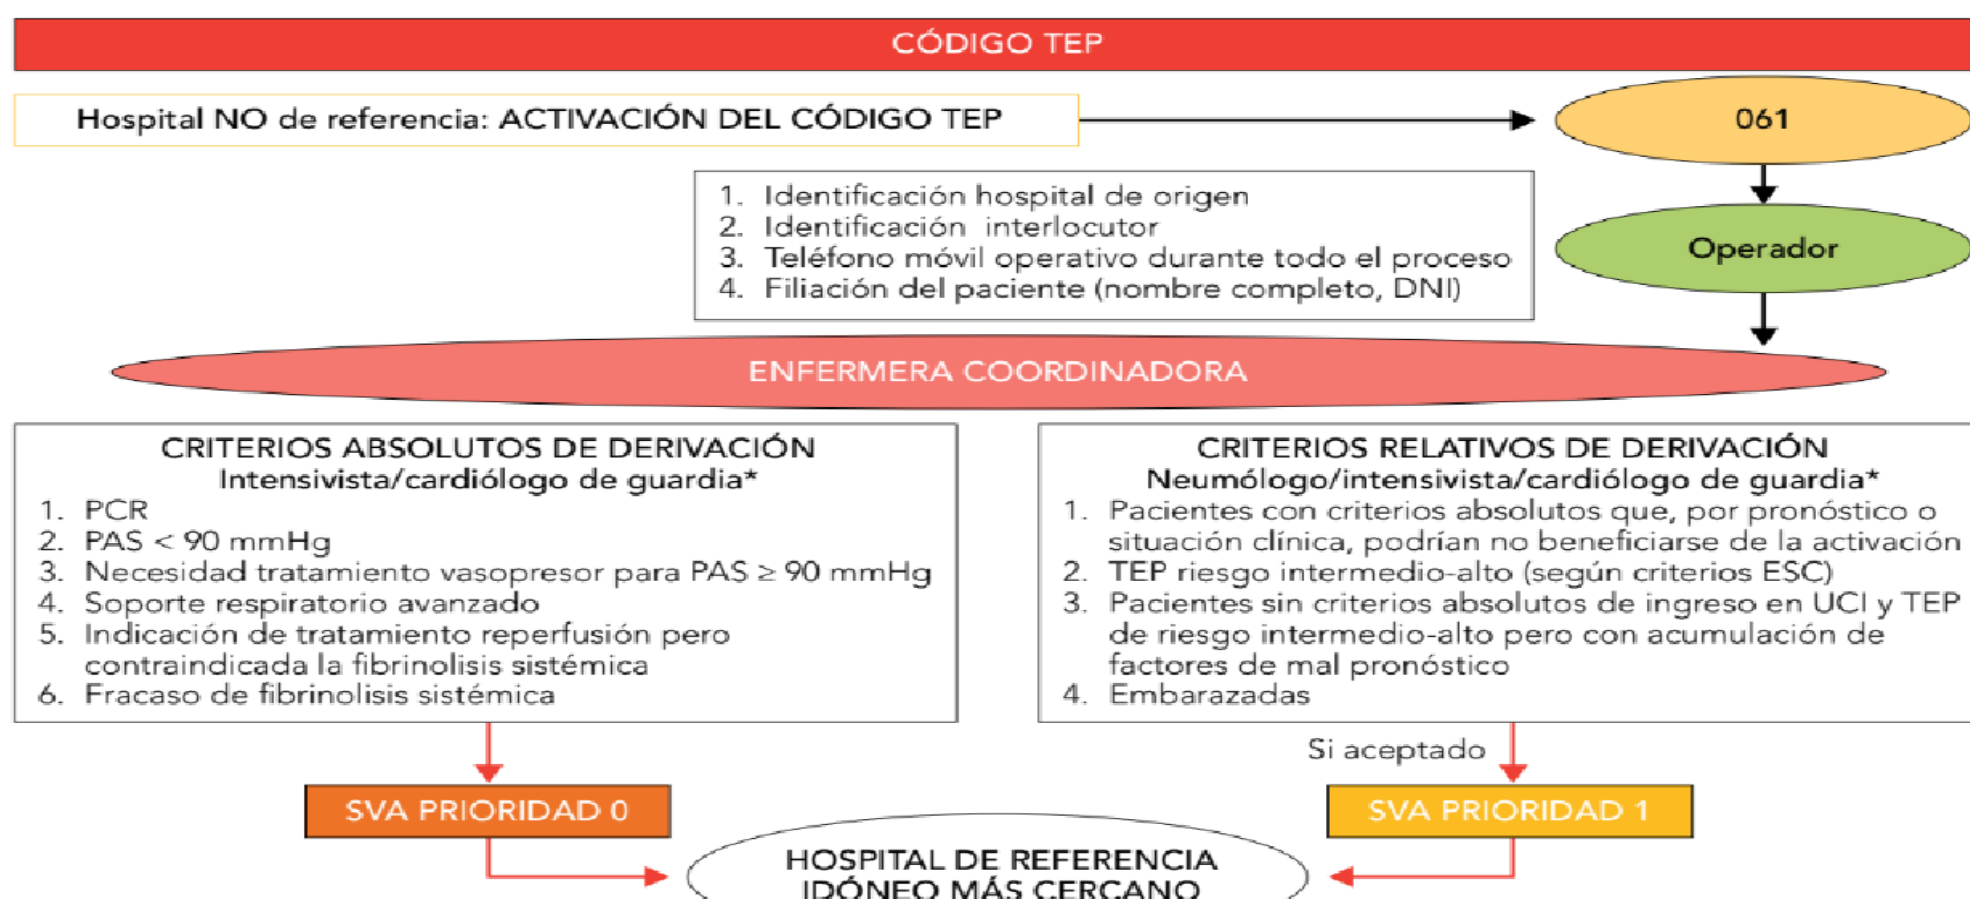 CÓDIGO TEP
Hospital NO de referencia: ACTIVACIÓN DEL CÓDIGO TEP
061
1. Identificación hospital de origen
2. Identificación interlocutor
3. Teléfono móvil operativo durante todo el proceso
4. Filiación del paciente (nombre completo, DNI)
Operador
ENFERMERA COORDINADORA
CRITERIOS ABSOLUTOS DE DERIVACIÓN
Intensivista/cardiólogo de guardia*
1. PCR
2. PAS < 90 mmHg
3. Necesidad tratamiento vasopresor para PAS ≥ 90 mmHg
4. Soporte respiratorio avanzado
5. Indicación de tratamiento reperfusión pero
contraindicada la fibrinolisis sistémica
6. Fracaso de fibrinolisis sistémica
CRITERIOS RELATIVOS DE DERIVACIÓN
Neumólogo/intensivista/cardiólogo de guardia*
1. Pacientes con criterios absolutos que, por pronóstico o
situación clínica, podrían no beneficiarse de la activación
2. TEP riesgo intermedio-alto (según criterios ESC)
3. Pacientes sin criterios absolutos de ingreso en UCI y TEP
de riesgo intermedio-alto pero con acumulación de
factores de mal pronóstico
4. Embarazadas
Si aceptado
SVA PRIORIDAD 0
SVA PRIORIDAD 1
HOSPITAL DE REFERENCIA
IDÓNEO MÁS CERCANO